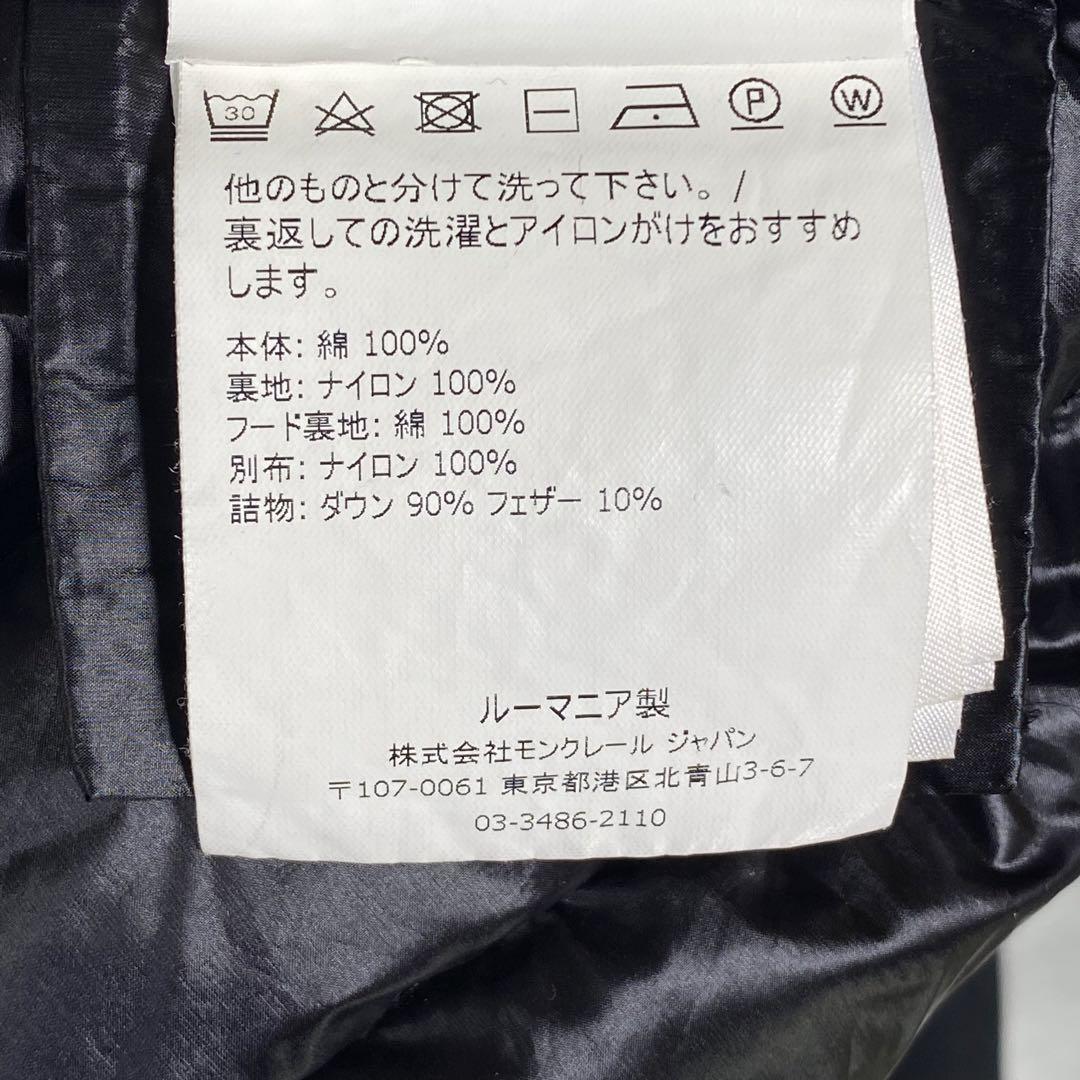 30 P W
他のものと分けて洗って下さい。/
裏返しての洗濯とアイロンがけをおすすめ
します。
本体: 綿 100%
裏地: ナイロン 100%
フード裏地: 綿 100%
別布: ナイロン 100%
詰物: ダウン 90% フェザー 10%
ルーマニア製
株式会社モンクレール ジャパン
〒107-0061 東京都港区北青山3-6-7
03-3486-2110